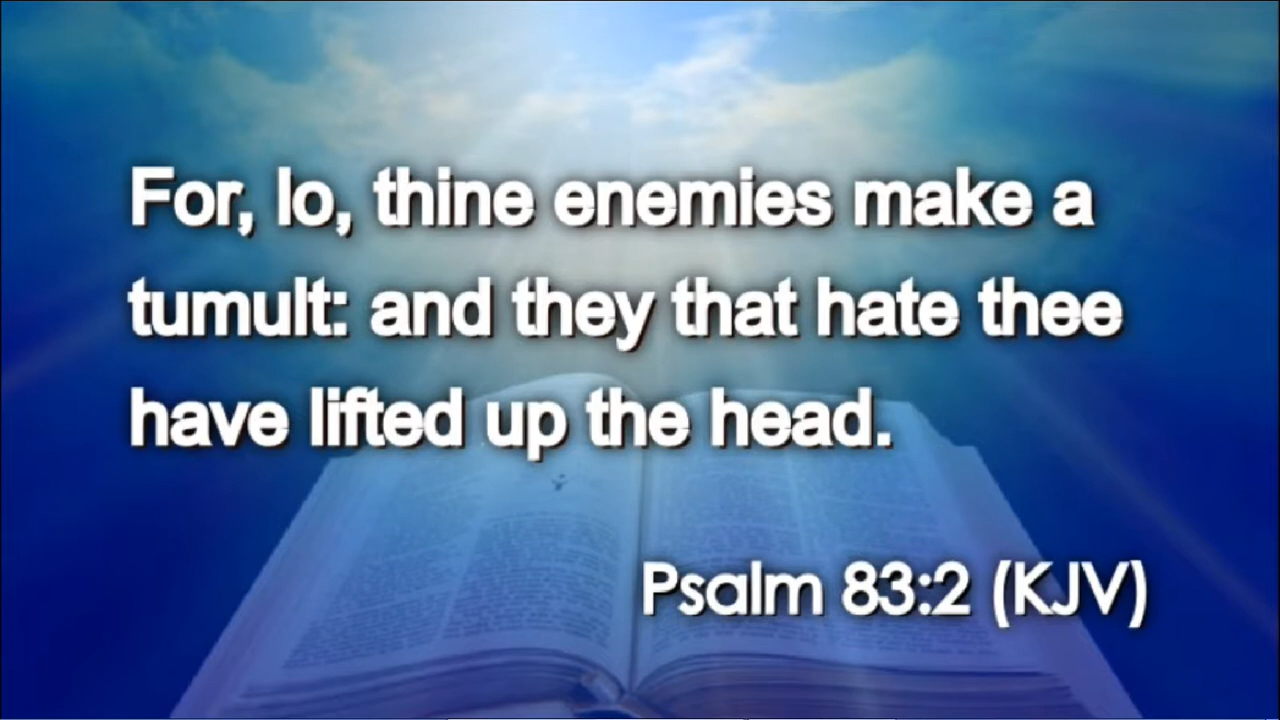 For, lo, thine enemies make a
tumult: and they that hate thee
have lifted up the head.
Psalm 83:2 (KJV)